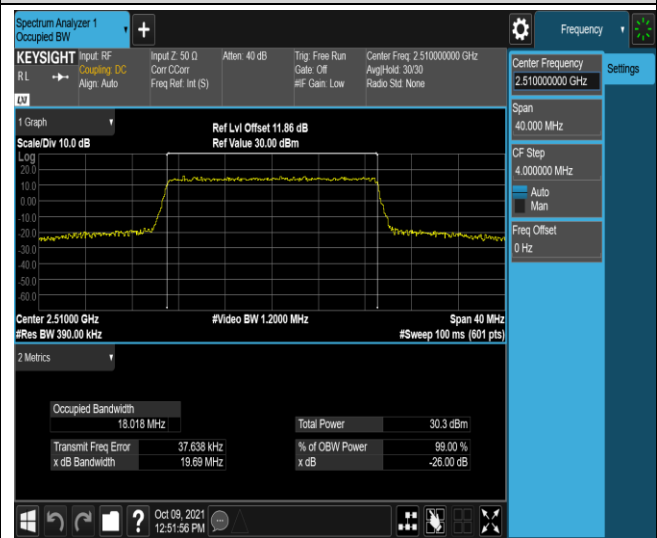 Spectrum Analyzer 1
Occupied BW
Frequency
KEYSIGHT
R L
LXI
Input: RF
Coupling: DC
Align: Auto
Input Z: 50 Ω
Corr CCorr
Freq Ref: Int (S)
Atten: 40 dB
Trig: Free Run
Gate: Off
#IF Gain: Low
Center Freq: 2.510000000 GHz
Avg|Hold: 30/30
Radio Std: None
Center Frequency
2.510000000 GHz
Settings
Span
40.000 MHz
CF Step
4.000000 MHz
Auto
Man
Freq Offset
0 Hz
1 Graph
Scale/Div 10.0 dB
Ref Lvl Offset 11.86 dB
Ref Value 30.00 dBm
Log
20.0
10.0
0.00
-10.0
-20.0
-30.0
-40.0
-50.0
-60.0
Center 2.51000 GHz
#Video BW 1.2000 MHz
Span 40 MHz
#Res BW 390.00 kHz
#Sweep 100 ms (601 pts)
2 Metrics
Occupied Bandwidth
18.018 MHz
Total Power 30.3 dBm
Transmit Freq Error 37.638 kHz
% of OBW Power 99.00 %
x dB Bandwidth 19.69 MHz
x dB -26.00 dB
?
Oct 09, 2021
12:51:56 PM